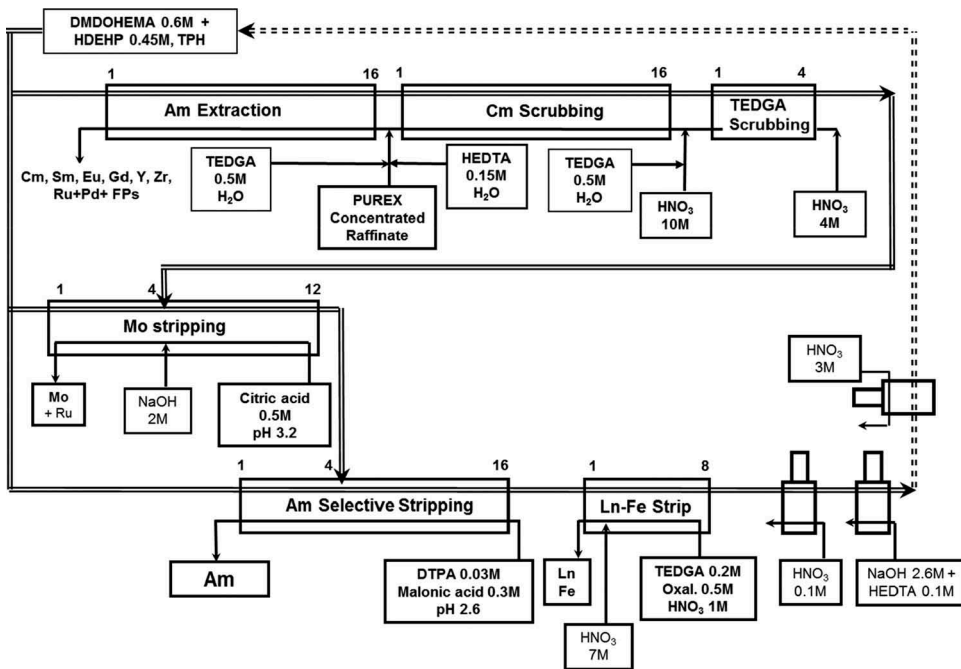 DMDOHEMA 0.6M +
HDEHP 0.45M, TPH
1
16
1
16
1
4
Am Extraction
Cm Scrubbing
TEDGA
Scrubbing
Cm, Sm, Eu, Gd, Y, Zr,
Ru+Pd+ FPs
TEDGA
0.5M
H₂O
PUREX
Concentrated
Raffinate
HEDTA
0.15M
H₂O
TEDGA
0.5M
H₂O
HNO₃
10M
HNO₃
4M
1
4
12
Mo stripping
Mo
+ Ru
NaOH
2M
Citric acid
0.5M
pH 3.2
HNO₃
3M
1
4
16
1
8
Am Selective Stripping
Ln-Fe Strip
Am
DTPA 0.03M
Malonic acid 0.3M
pH 2.6
Ln
Fe
HNO₃
7M
TEDGA 0.2M
Oxal. 0.5M
HNO₃ 1M
HNO₃
0.1M
NaOH 2.6M +
HEDTA 0.1M